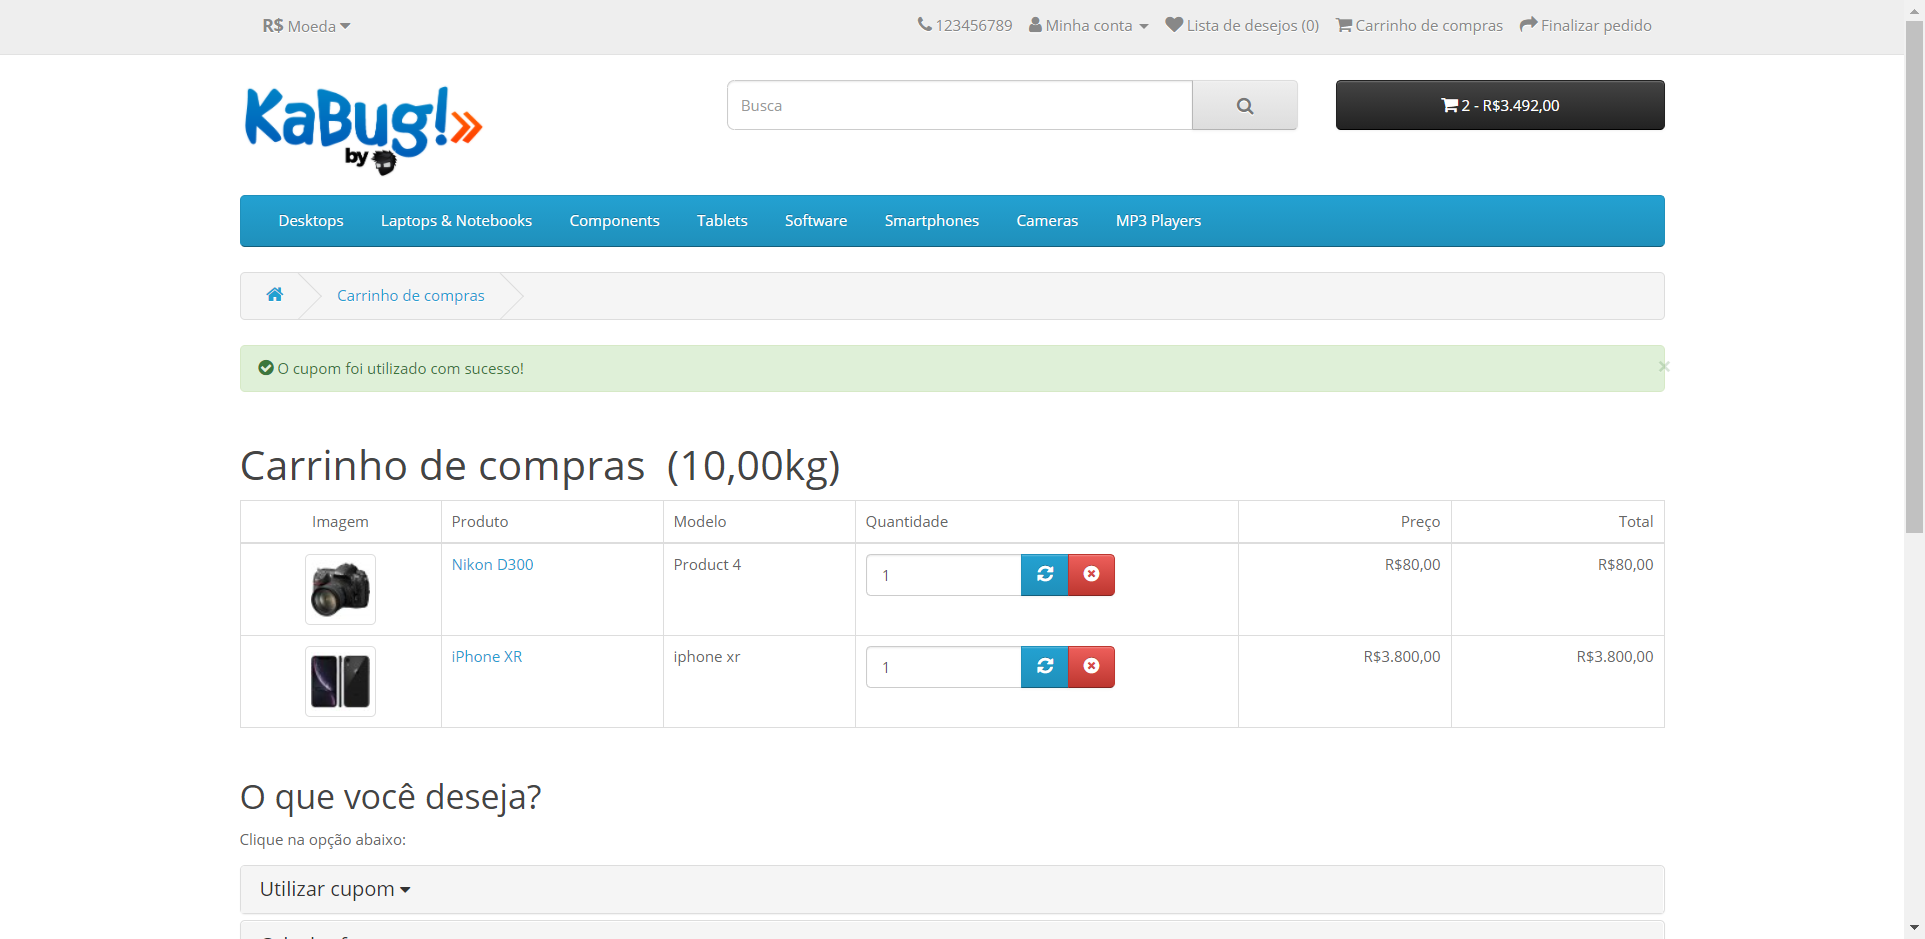 R$ Moeda
123456789
Minha conta
Lista de desejos (0)
Carrinho de compras
Finalizar pedido
KaBug!
by
Busca
2 - R$3.492,00
Desktops
Laptops & Notebooks
Components
Tablets
Software
Smartphones
Cameras
MP3 Players
Carrinho de compras
O cupom foi utilizado com sucesso!
×
Carrinho de compras (10,00kg)
Imagem Produto Modelo Quantidade Preço Total
Nikon D300 Product 4 1 R$80,00 R$80,00
iPhone XR iphone xr 1 R$3.800,00 R$3.800,00
O que você deseja?
Clique na opção abaixo:
Utilizar cupom